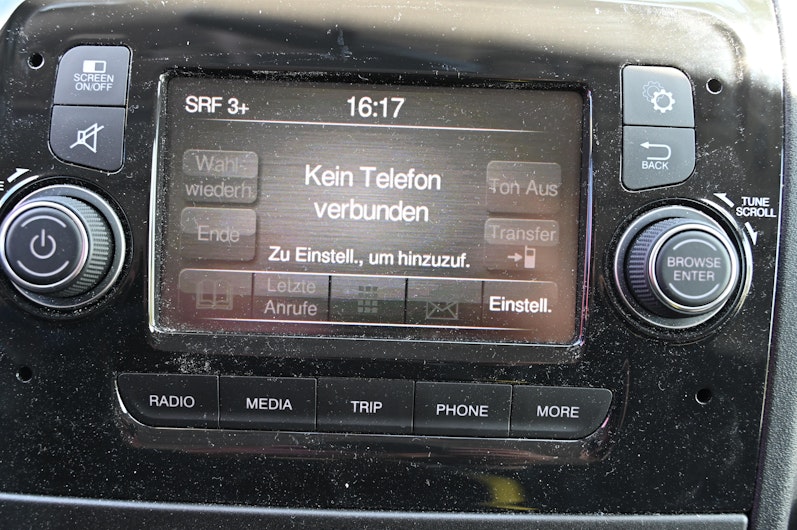 SCREEN
ON/OFF
SRF 3+
16:17
BACK
Wahl-
wiederh.
Kein Telefon
verbunden
Ton Aus
TUNE
SCROLL
Ende
Transfer
BROWSE
ENTER
Zu Einstell., um hinzuzuf.
Letzte
Anrufe
Einstell.
RADIO
MEDIA
TRIP
PHONE
MORE